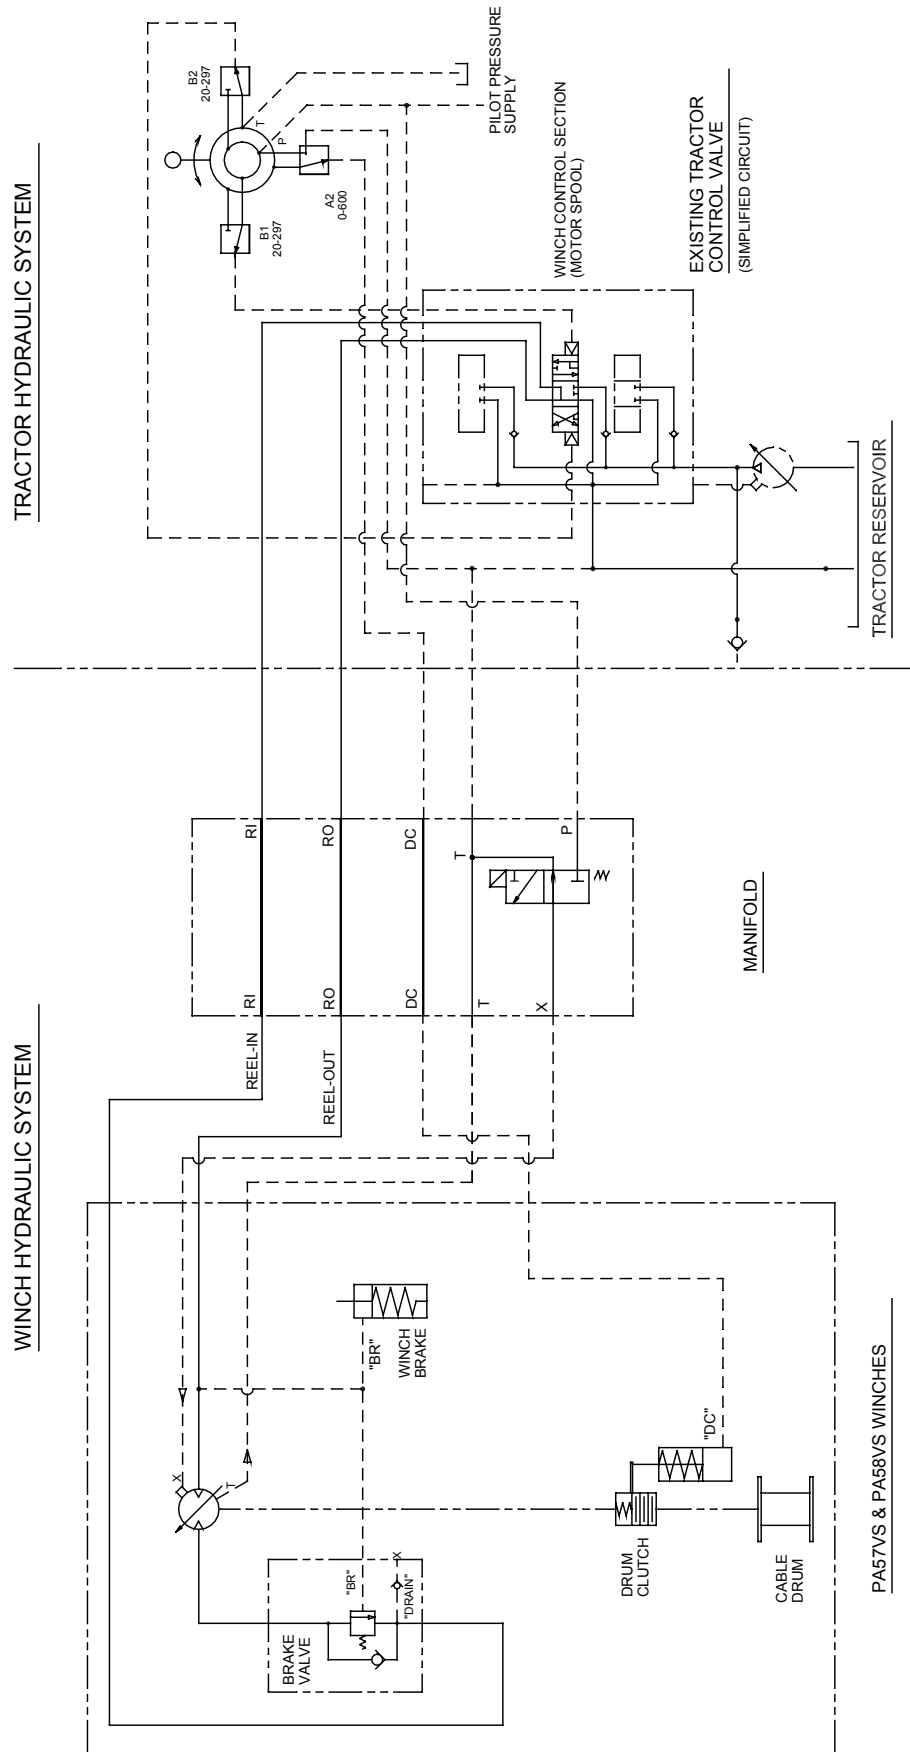 WINCH HYDRAULIC SYSTEM
TRACTOR HYDRAULIC SYSTEM
B2
20-297
T
P
B1
20-297
A2
0-600
PILOT PRESSURE
SUPPLY
WINCH CONTROL SECTION
(MOTOR SPOOL)
EXISTING TRACTOR
CONTROL VALVE
(SIMPLIFIED CIRCUIT)
TRACTOR RESERVOIR
REEL-IN
RI
RI
REEL-OUT
RO
RO
DC
DC
T
T
X
P
MANIFOLD
X
T
"BR"
WINCH
BRAKE
BRAKE
VALVE
"BR"
"DRAIN"
X
DRUM
CLUTCH
"DC"
CABLE
DRUM
PA57VS & PA58VS WINCHES